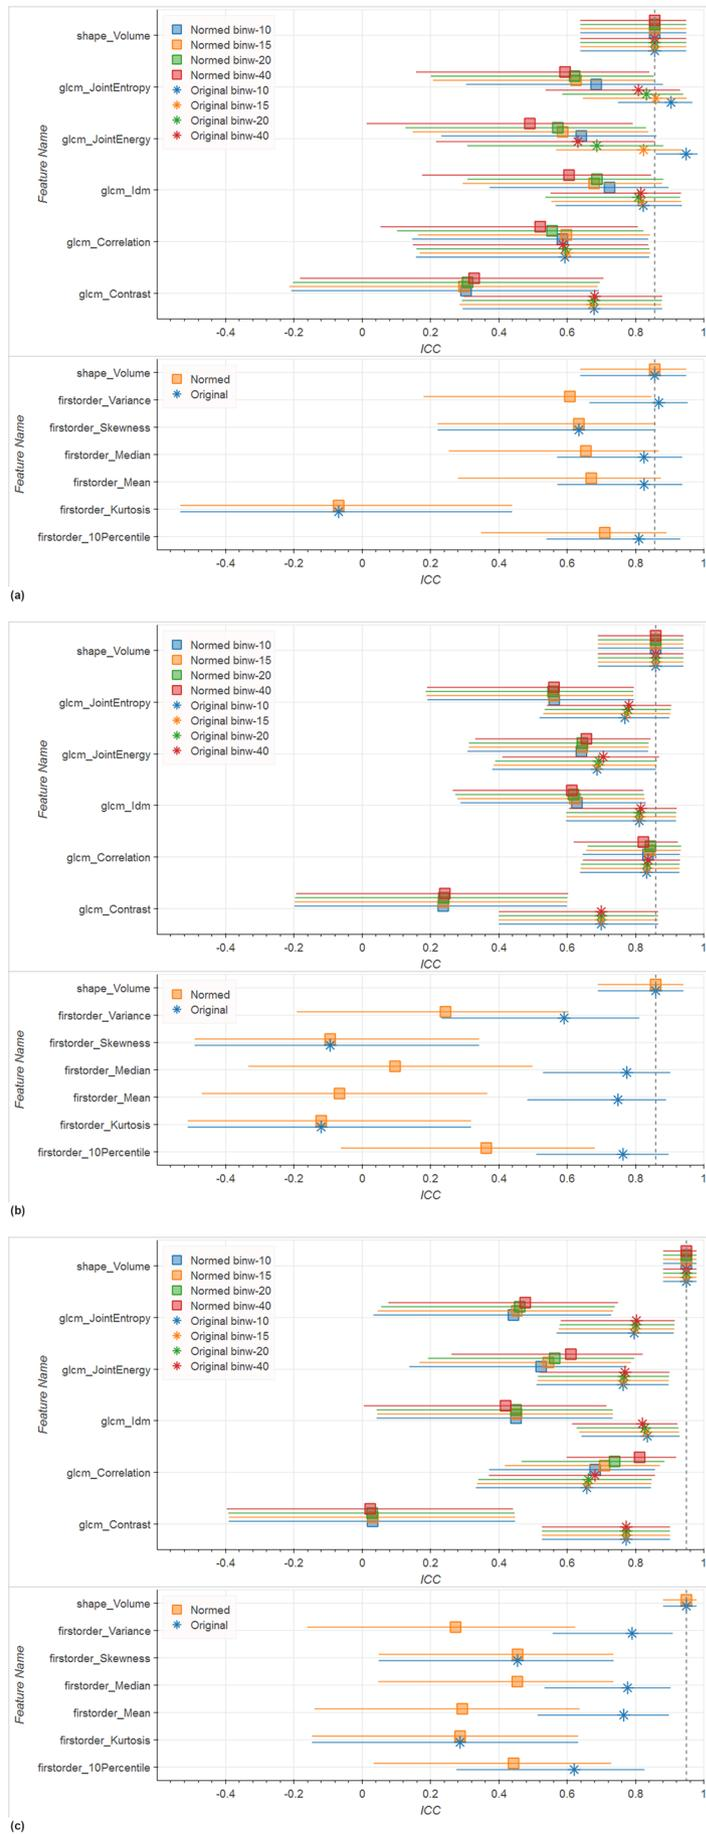 shape_Volume
glcm_JointEntropy
glcm_JointEnergy
glcm_Idm
glcm_Correlation
glcm_Contrast
Feature Name
Normed binw-10
Normed binw-15
Normed binw-20
Normed binw-40
Original binw-10
Original binw-15
Original binw-20
Original binw-40
-0.4 -0.2 0 0.2 0.4 0.6 0.8 1
ICC
shape_Volume
firstorder_Variance
firstorder_Skewness
firstorder_Median
firstorder_Mean
firstorder_Kurtosis
firstorder_10Percentile
Feature Name
Normed
Original
-0.4 -0.2 0 0.2 0.4 0.6 0.8 1
ICC
(a)
shape_Volume
glcm_JointEntropy
glcm_JointEnergy
glcm_Idm
glcm_Correlation
glcm_Contrast
Feature Name
Normed binw-10
Normed binw-15
Normed binw-20
Normed binw-40
Original binw-10
Original binw-15
Original binw-20
Original binw-40
-0.4 -0.2 0 0.2 0.4 0.6 0.8 1
ICC
shape_Volume
firstorder_Variance
firstorder_Skewness
firstorder_Median
firstorder_Mean
firstorder_Kurtosis
firstorder_10Percentile
Feature Name
Normed
Original
-0.4 -0.2 0 0.2 0.4 0.6 0.8 1
ICC
(b)
shape_Volume
glcm_JointEntropy
glcm_JointEnergy
glcm_Idm
glcm_Correlation
glcm_Contrast
Feature Name
Normed binw-10
Normed binw-15
Normed binw-20
Normed binw-40
Original binw-10
Original binw-15
Original binw-20
Original binw-40
-0.4 -0.2 0 0.2 0.4 0.6 0.8 1
ICC
shape_Volume
firstorder_Variance
firstorder_Skewness
firstorder_Median
firstorder_Mean
firstorder_Kurtosis
firstorder_10Percentile
Feature Name
Normed
Original
-0.4 -0.2 0 0.2 0.4 0.6 0.8 1
ICC
(c)